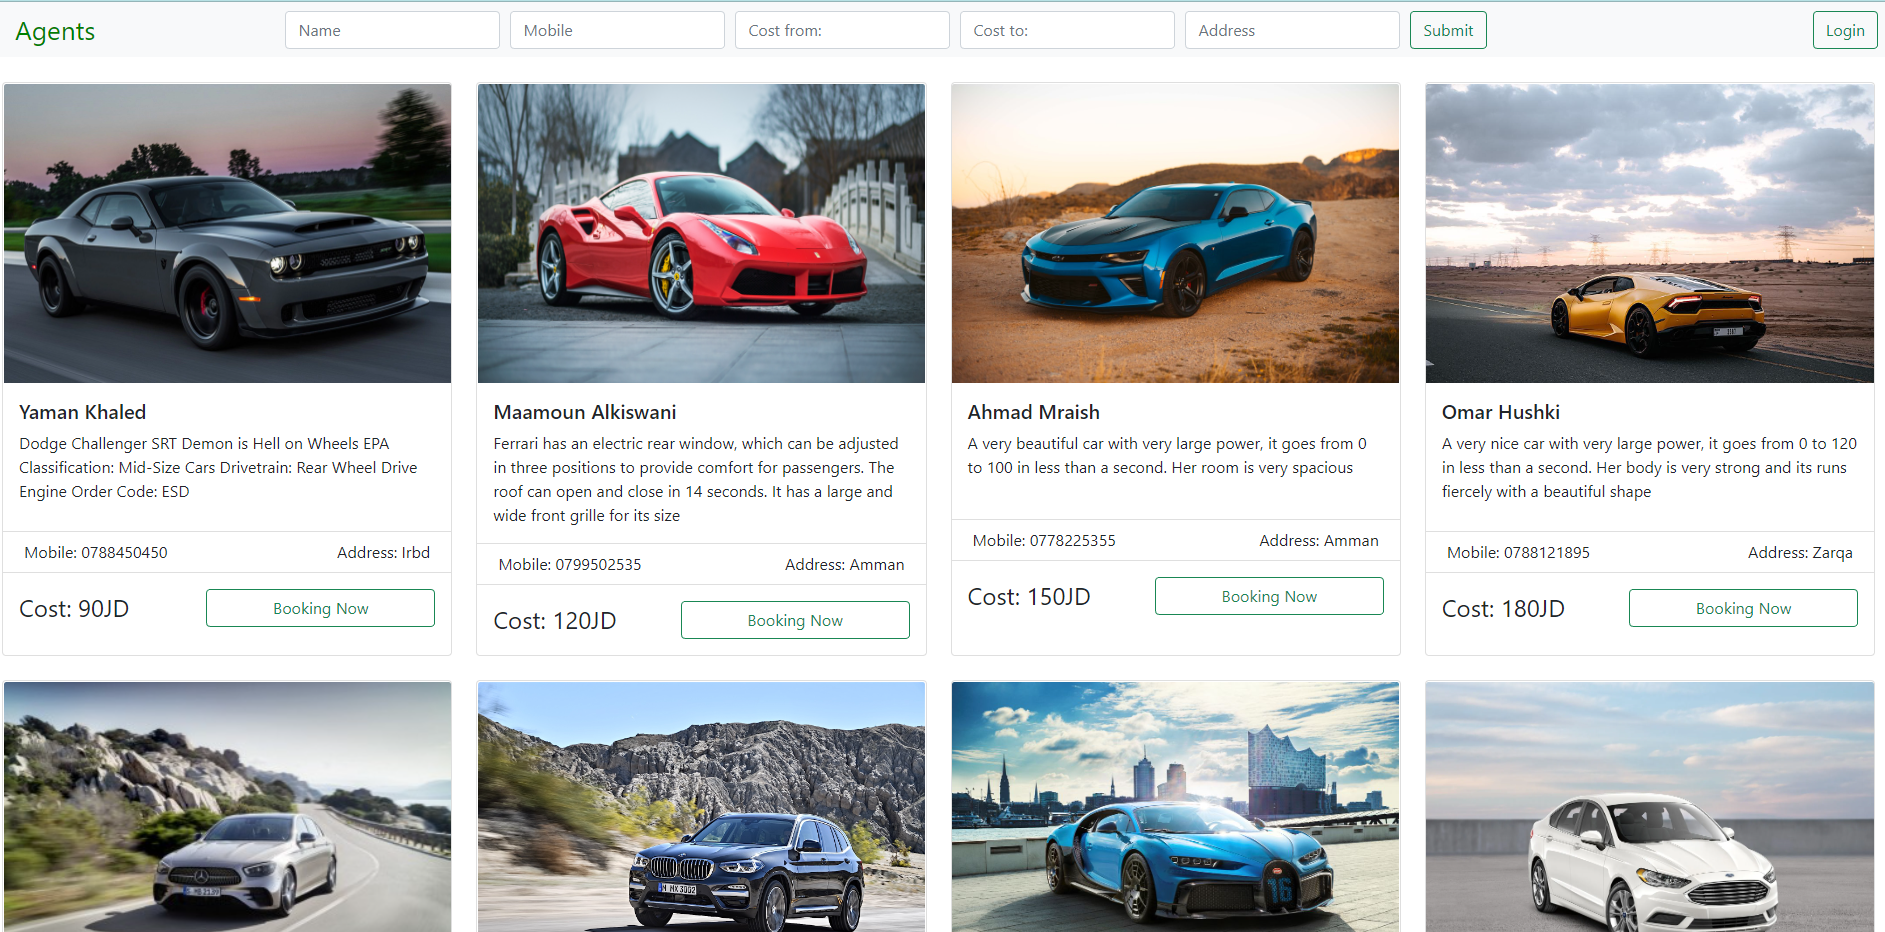 Agents
Name
Mobile
Cost from:
Cost to:
Address
Submit
Login
Yaman Khaled
Dodge Challenger SRT Demon is Hell on Wheels EPA
Classification: Mid-Size Cars Drivetrain: Rear Wheel Drive
Engine Order Code: ESD
Mobile: 0788450450
Address: Irbd
Cost: 90JD
Booking Now
Maamoun Alkiswani
Ferrari has an electric rear window, which can be adjusted
in three positions to provide comfort for passengers. The
roof can open and close in 14 seconds. It has a large and
wide front grille for its size
Mobile: 0799502535
Address: Amman
Cost: 120JD
Booking Now
Ahmad Mraish
A very beautiful car with very large power, it goes from 0
to 100 in less than a second. Her room is very spacious
Mobile: 0778225355
Address: Amman
Cost: 150JD
Booking Now
Omar Hushki
A very nice car with very large power, it goes from 0 to 120
in less than a second. Her body is very strong and its runs
fiercely with a beautiful shape
Mobile: 0788121895
Address: Zarqa
Cost: 180JD
Booking Now
M MX 3002
16